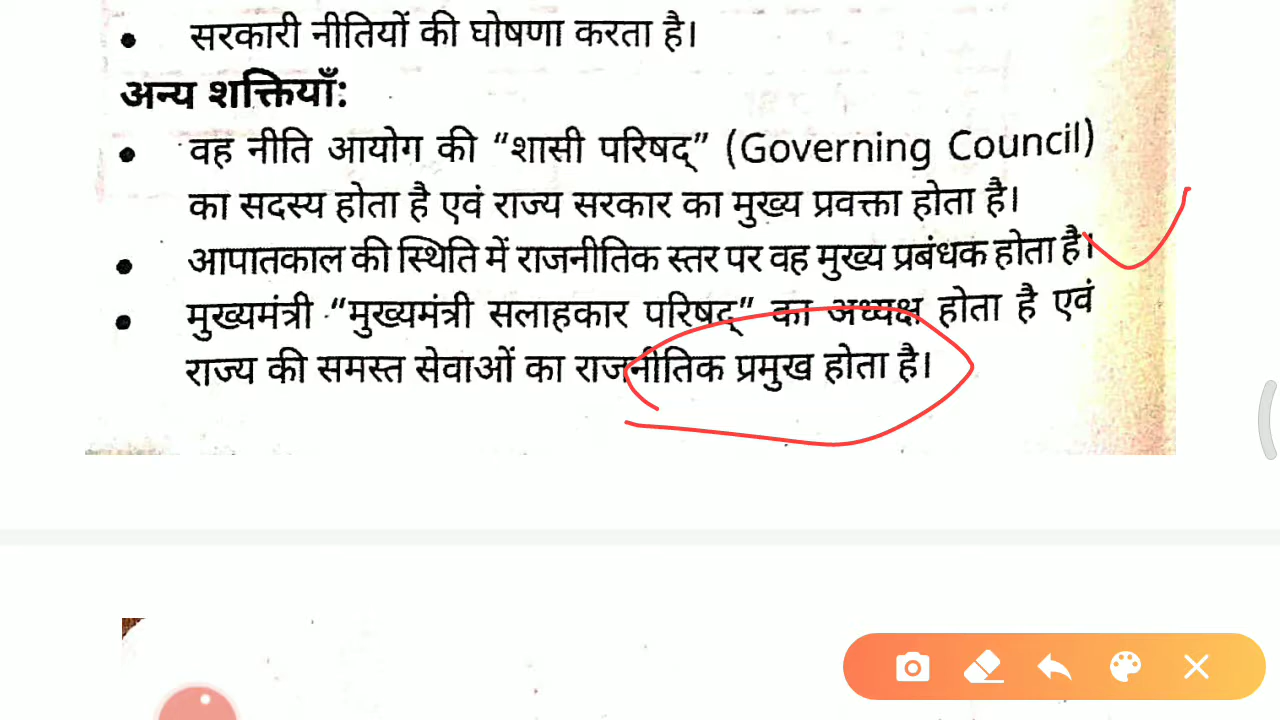 • सरकारी नीतियों की घोषणा करता है।
अन्य शक्तियाँ:
• वह नीति आयोग की “शासी परिषद्” (Governing Council)
का सदस्य होता है एवं राज्य सरकार का मुख्य प्रवक्ता होता है।
• आपातकाल की स्थिति में राजनीतिक स्तर पर वह मुख्य प्रबंधक होता है।
• मुख्यमंत्री “मुख्यमंत्री सलाहकार परिषद्” का अध्यक्ष होता है एवं
राज्य की समस्त सेवाओं का राजनीतिक प्रमुख होता है।